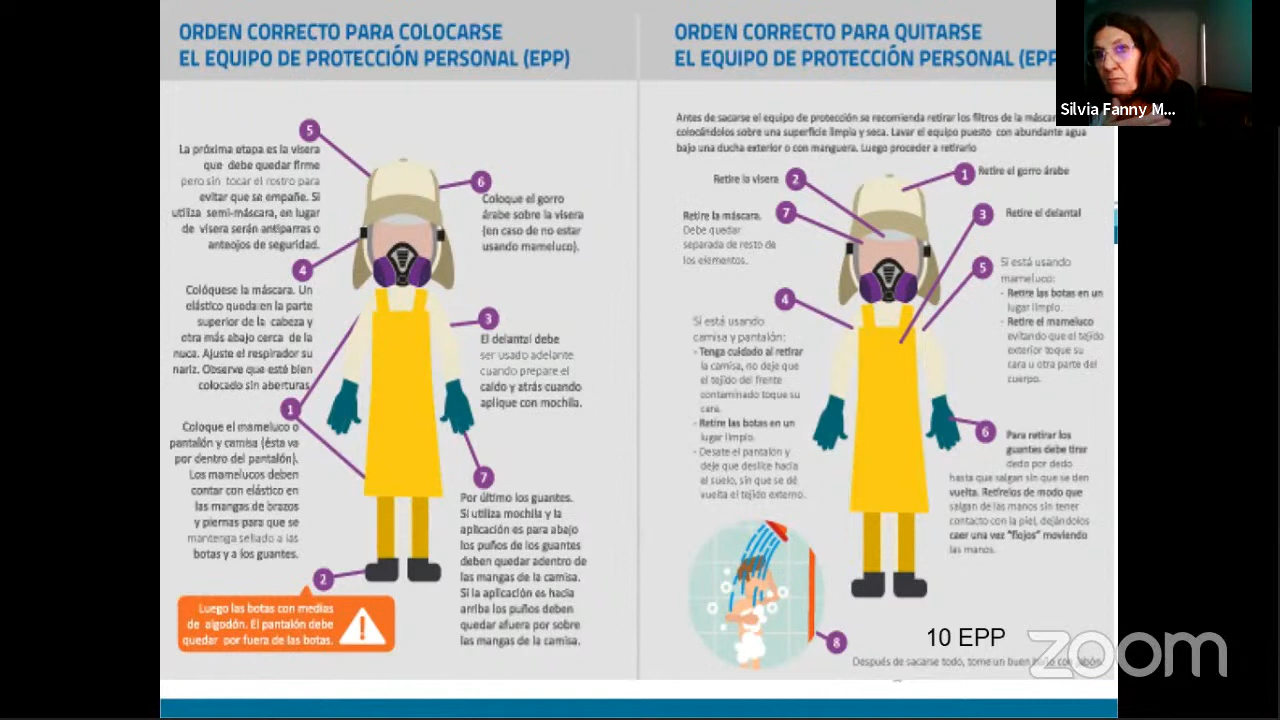 ORDEN CORRECTO PARA COLOCARSE
EL EQUIPO DE PROTECCIÓN PERSONAL (EPP)
5
La próxima etapa es la visera
que debe quedar firme
pero sin tocar el rostro para
evitar que se empañe. Si
utiliza semi-máscara, en lugar
de visera serán antiparras o
anteojos de seguridad.
6
Coloque el gorro
árabe sobre la visera
(en caso de no estar
usando mameluco).
4
Colóquese la máscara. Un
elástico queda en la parte
superior de la cabeza y
otra más abajo cerca de la
nuca. Ajuste el respirador su
nariz. Observe que esté bien
colocado sin aberturas.
3
El delantal debe
ser usado adelante
cuando prepare el
caldo y atrás cuando
aplique con mochila.
1
Coloque el mameluco o
pantalón y camisa (ésta va
por dentro del pantalón).
Los mamelucos deben
contar con elástico en
las mangas de brazos
y piernas para que se
mantenga sellado a las
botas y a los guantes.
7
Por último los guantes.
Si utiliza mochila y la
aplicación es para abajo
los puños de los guantes
deben quedar adentro de
las mangas de la camisa.
Si la aplicación es hacia
arriba los puños deben
quedar afuera por sobre
las mangas de la camisa.
2
Luego las botas con medias
de algodón. El pantalón debe
quedar por fuera de las botas.
!
ORDEN CORRECTO PARA QUITARSE
EL EQUIPO DE PROTECCIÓN PERSONAL (EPP
Antes de sacarse el equipo de protección se recomienda retirar los filtros de la máscar
colocándolos sobre una superficie limpia y seca. Lavar el equipo puesto con abundante agua
bajo una ducha exterior o con manguera. Luego proceder a retirarlo
1
Retire el gorro árabe
2
Retire la visera
3
Retire el delantal
7
Retire la máscara.
Debe quedar
separada de resto de
los elementos.
5
Si está usando
mameluco:
- Retire las botas en un
lugar limpio.
- Retire el mameluco
evitando que el tejido
exterior toque su
cara u otra parte del
cuerpo.
4
Si está usando
camisa y pantalón:
- Tenga cuidado al retirar
la camisa, no deje que
el tejido del frente
contaminado toque su
cara.
- Retire las botas en un
lugar limpio.
- Desate el pantalón y
deje que deslice hacia
el suelo, sin que se dé
vuelta el tejido externo.
6
Para retirar los
guantes debe tirar
dedo por dedo
hasta que salgan sin que se den
vuelta. Retírelos de modo que
salgan de las manos sin tener
contacto con la piel, dejándolos
caer una vez "flojos" moviendo
las manos.
8
Después de sacarse todo, tome un buen baño con jabón
10 EPP
Silvia Fanny M...
zoom